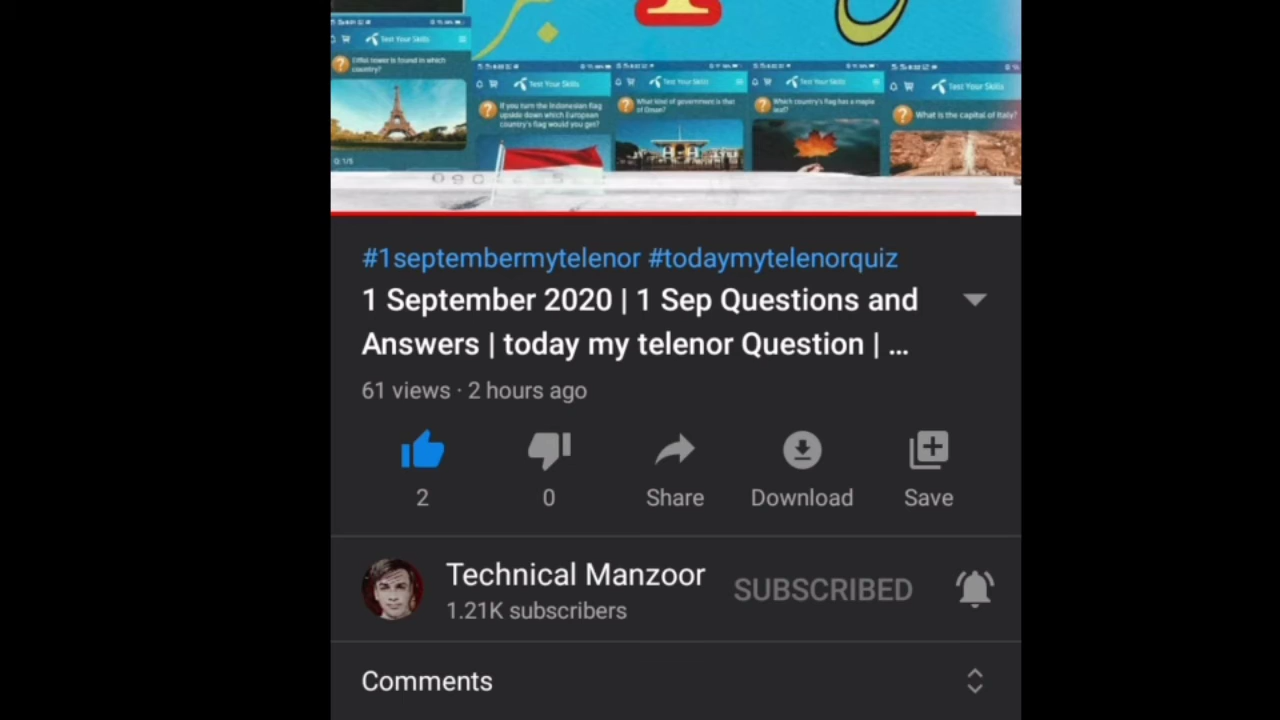 1
Test Your Skills
Eiffel tower is found in which
country?
Q: 1/5
Test Your Skills
If you turn the Indonesian flag
upside down which European
country's flag would you get?
Test Your Skills
What kind of government is that
of Oman?
Test Your Skills
Which country's flag has a maple
leaf?
Test Your Skills
What is the capital of Italy?
#1septembermytelenor #todaymytelenorquiz
1 September 2020 | 1 Sep Questions and
Answers | today my telenor Question | ...
61 views · 2 hours ago
2
0
Share
Download
Save
Technical Manzoor
1.21K subscribers
SUBSCRIBED
Comments